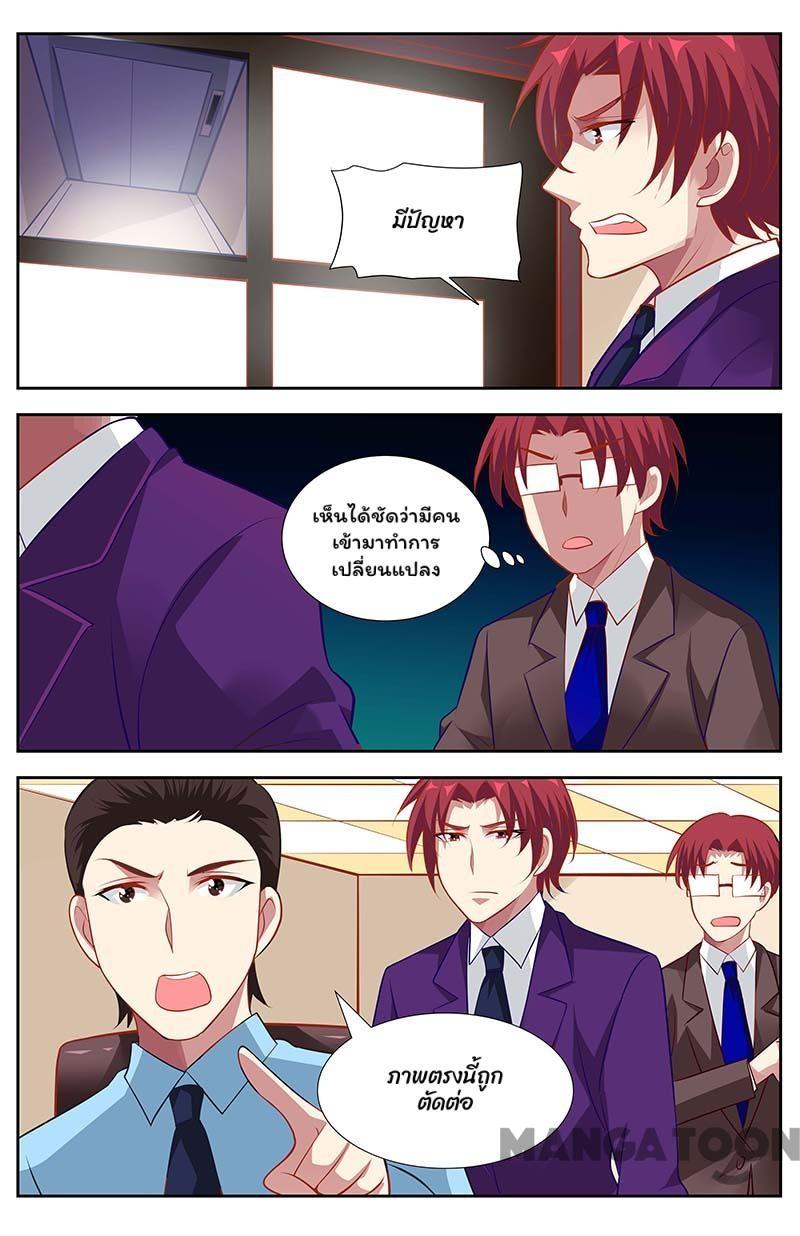 มีปัญหา
เห็นได้ชัดว่ามีคน
เข้ามาทำการ
เปลี่ยนแปลง
ภาพตรงนี้ถูก
ตัดต่อ
MANGATOON